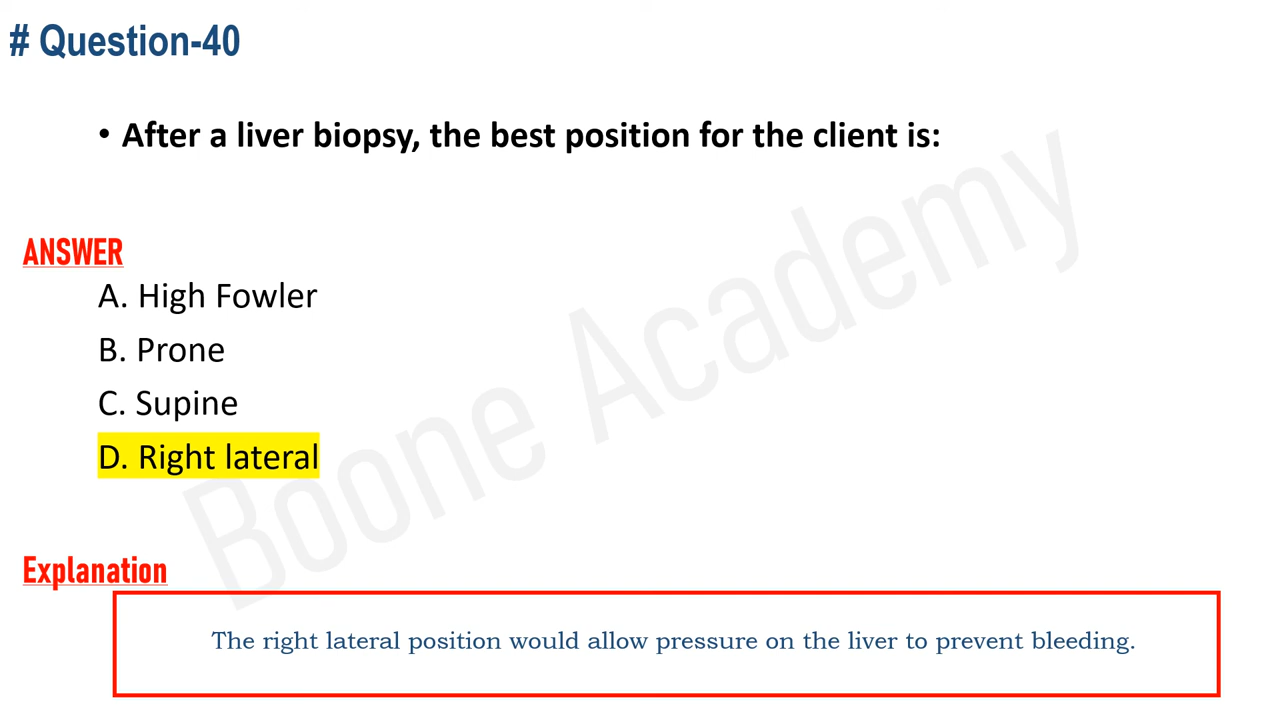 # Question-40
• After a liver biopsy, the best position for the client is:
ANSWER
A. High Fowler
B. Prone
C. Supine
D. Right lateral
Boone Academy
Explanation
The right lateral position would allow pressure on the liver to prevent bleeding.